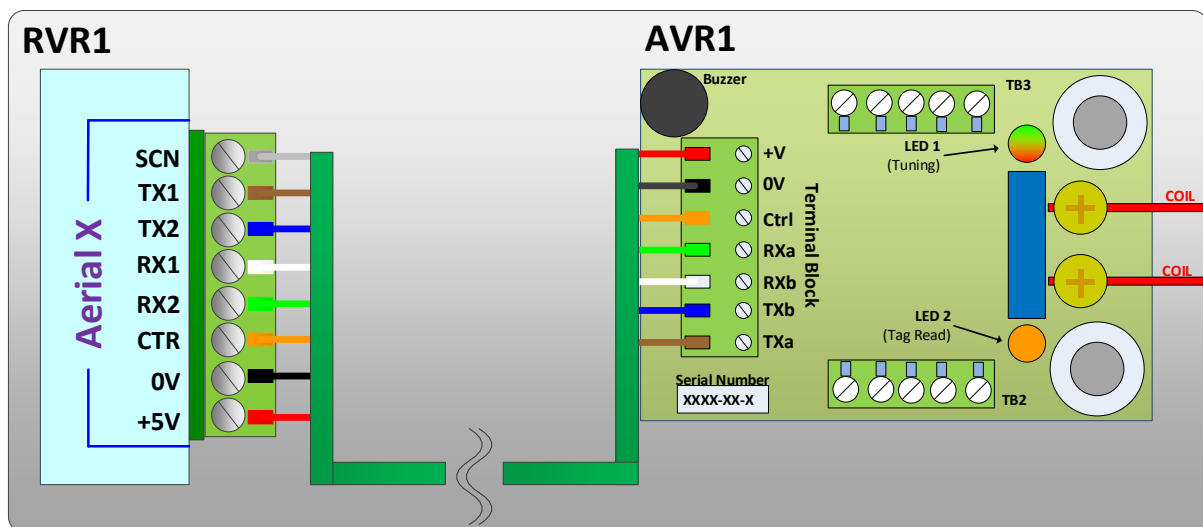 RVR1
Aerial X
SCN
TX1
TX2
RX1
RX2
CTR
0V
+5V
AVR1
Buzzer
+V
0V
Ctrl
RXa
RXb
TXb
TXa
Terminal Block
Serial Number
XXXX-XX-X
TB3
LED 1
(Tuning)
COIL
COIL
LED 2
(Tag Read)
TB2